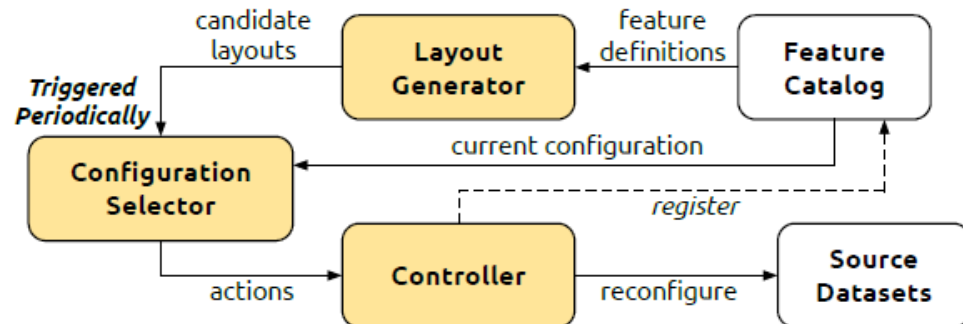 candidate
layouts
Layout
Generator
feature
definitions
Feature
Catalog
Triggered
Periodically
current configuration
Configuration
Selector
register
actions
Controller
reconfigure
Source
Datasets